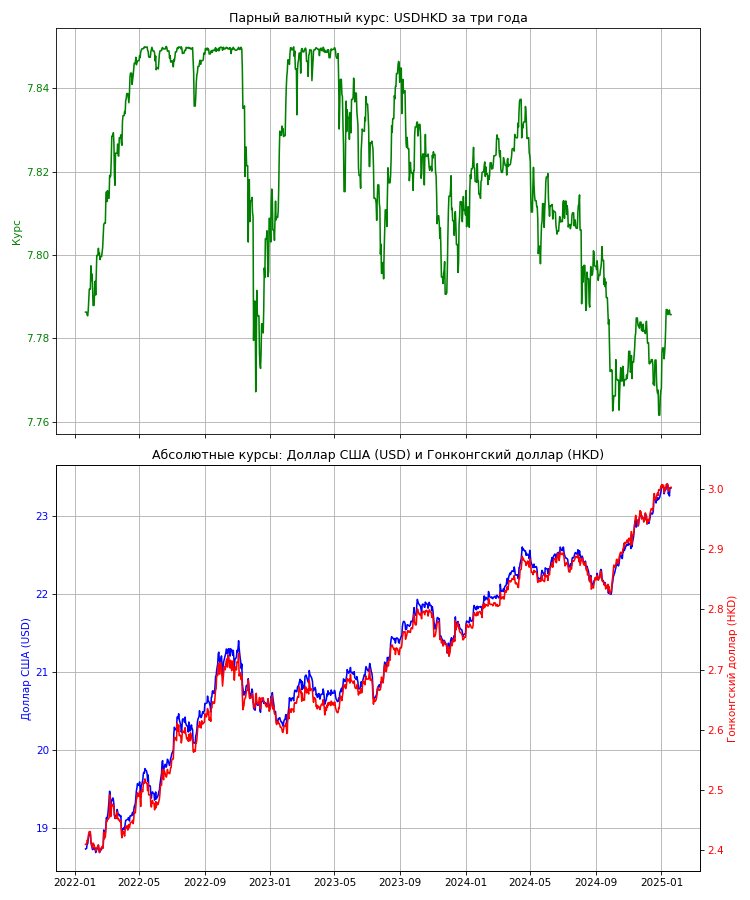 Парный валютный курс: USDHKD за три года
7.84
7.82
7.80
7.78
7.76
Курс
Абсолютные курсы: Доллар США (USD) и Гонконгский доллар (HKD)
23
22
21
20
19
Доллар США (USD)
3.0
2.9
2.8
2.7
2.6
2.5
2.4
Гонконгский доллар (HKD)
2022-01 2022-05 2022-09 2023-01 2023-05 2023-09 2024-01 2024-05 2024-09 2025-01